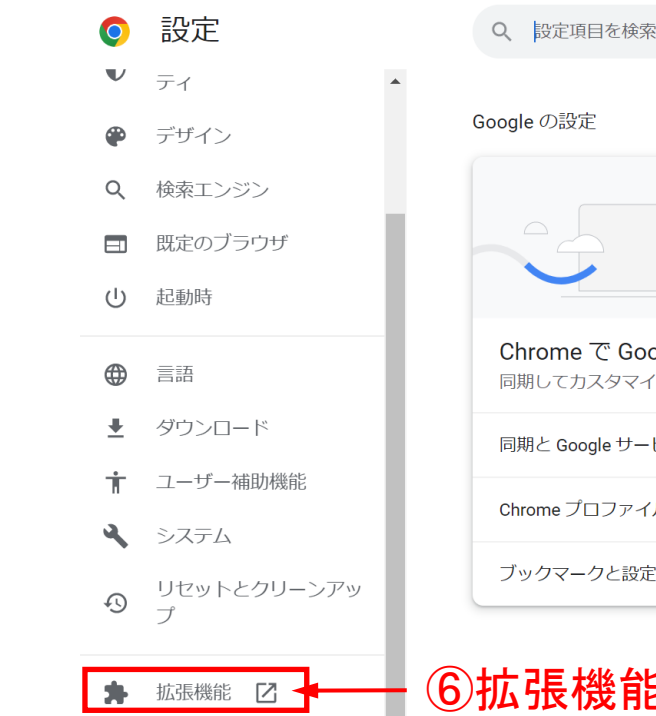 設定
設定項目を検索
ティ
デザイン
検索エンジン
既定のブラウザ
起動時
言語
ダウンロード
ユーザー補助機能
システム
リセットとクリーンアッ
プ
拡張機能
Google の設定
Chrome で Goo
同期してカスタマイ
同期と Google サー
Chrome プロファイ
ブックマークと設定
⑥拡張機能